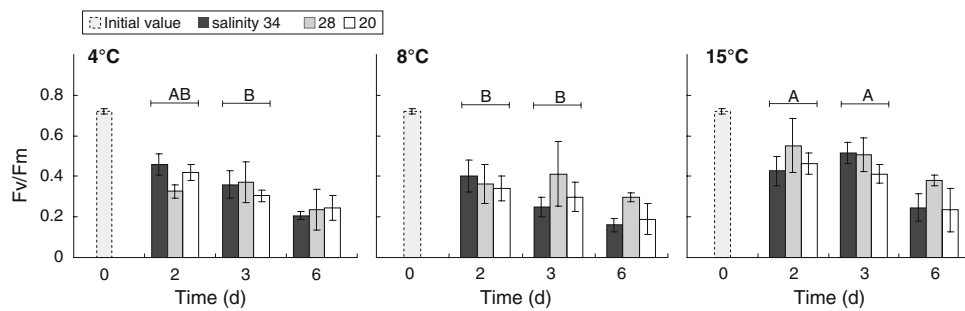 Initial value salinity 34 28 20
4°C 8°C 15°C
AB B B B A A
0.8
0.6
0.4
0.2
0
Fv/Fm
0 2 3 6 0 2 3 6 0 2 3 6
Time (d) Time (d) Time (d)